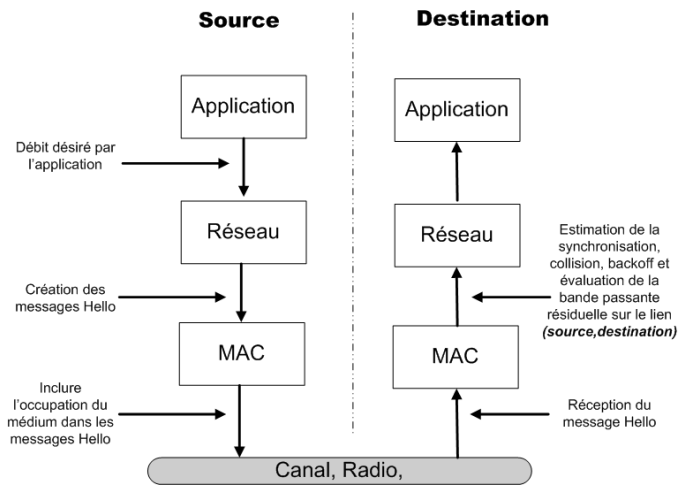 Source
Destination
Application
Application
Débit désiré par
l'application
Réseau
Réseau
Estimation de la
synchronisation,
collision, backoff et
évaluation de la
bande passante
résiduelle sur le lien
(source,destination)
Création des
messages Hello
MAC
MAC
Inclure
l'occupation du
médium dans les
messages Hello
Réception du
message Hello
Canal, Radio,